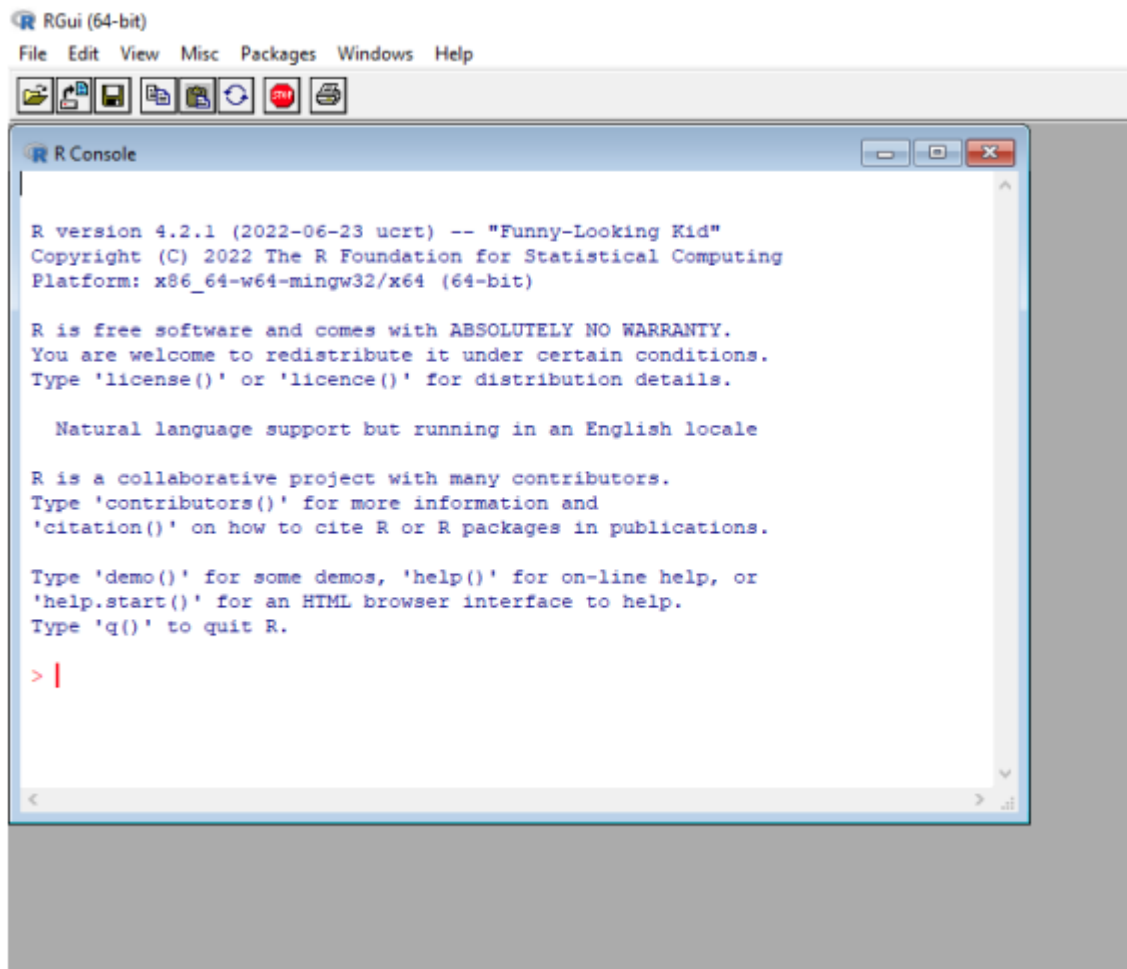 RGui (64-bit)
File Edit View Misc Packages Windows Help
STOP
R Console
R version 4.2.1 (2022-06-23 ucrt) -- "Funny-Looking Kid"
Copyright (C) 2022 The R Foundation for Statistical Computing
Platform: x86_64-w64-mingw32/x64 (64-bit)
R is free software and comes with ABSOLUTELY NO WARRANTY.
You are welcome to redistribute it under certain conditions.
Type 'license()' or 'licence()' for distribution details.
Natural language support but running in an English locale
R is a collaborative project with many contributors.
Type 'contributors()' for more information and
'citation()' on how to cite R or R packages in publications.
Type 'demo()' for some demos, 'help()' for on-line help, or
'help.start()' for an HTML browser interface to help.
Type 'q()' to quit R.
>